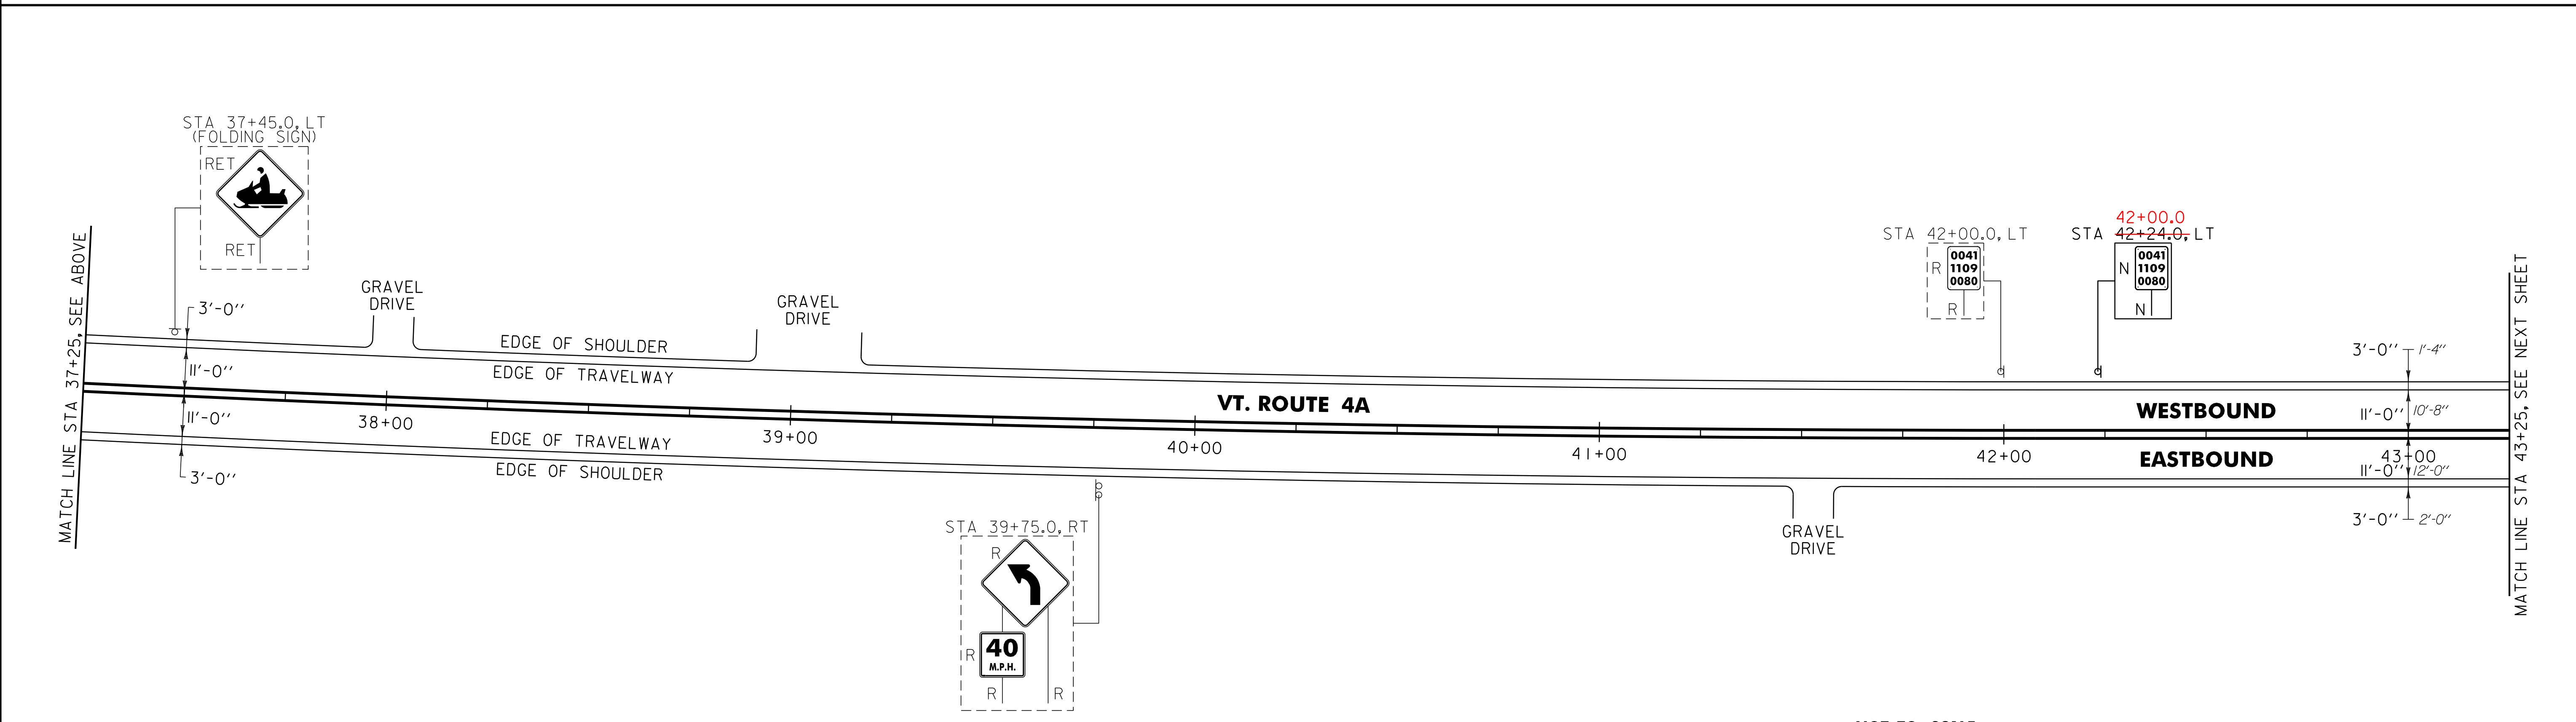 STA 37+45.0, LT
(FOLDING SIGN)
RET
RET
MATCH LINE STA 37+25, SEE ABOVE
3'-0"
11'-0"
11'-0"
3'-0"
GRAVEL
DRIVE
GRAVEL
DRIVE
EDGE OF SHOULDER
EDGE OF TRAVELWAY
38+00
39+00
EDGE OF TRAVELWAY
EDGE OF SHOULDER
VT. ROUTE 4A
40+00
41+00
42+00
43+00
STA 39+75.0, RT
R
40
M.P.H.
R
R
R
GRAVEL
DRIVE
STA 42+00.0, LT
R
0041
1109
0080
R
42+00.0
STA 42+24.0, LT
N
0041
1109
0080
N
WESTBOUND
EASTBOUND
3'-0" 1'-4"
11'-0" 10'-8"
11'-0" 12'-0"
3'-0" 2'-0"
MATCH LINE STA 43+25, SEE NEXT SHEET